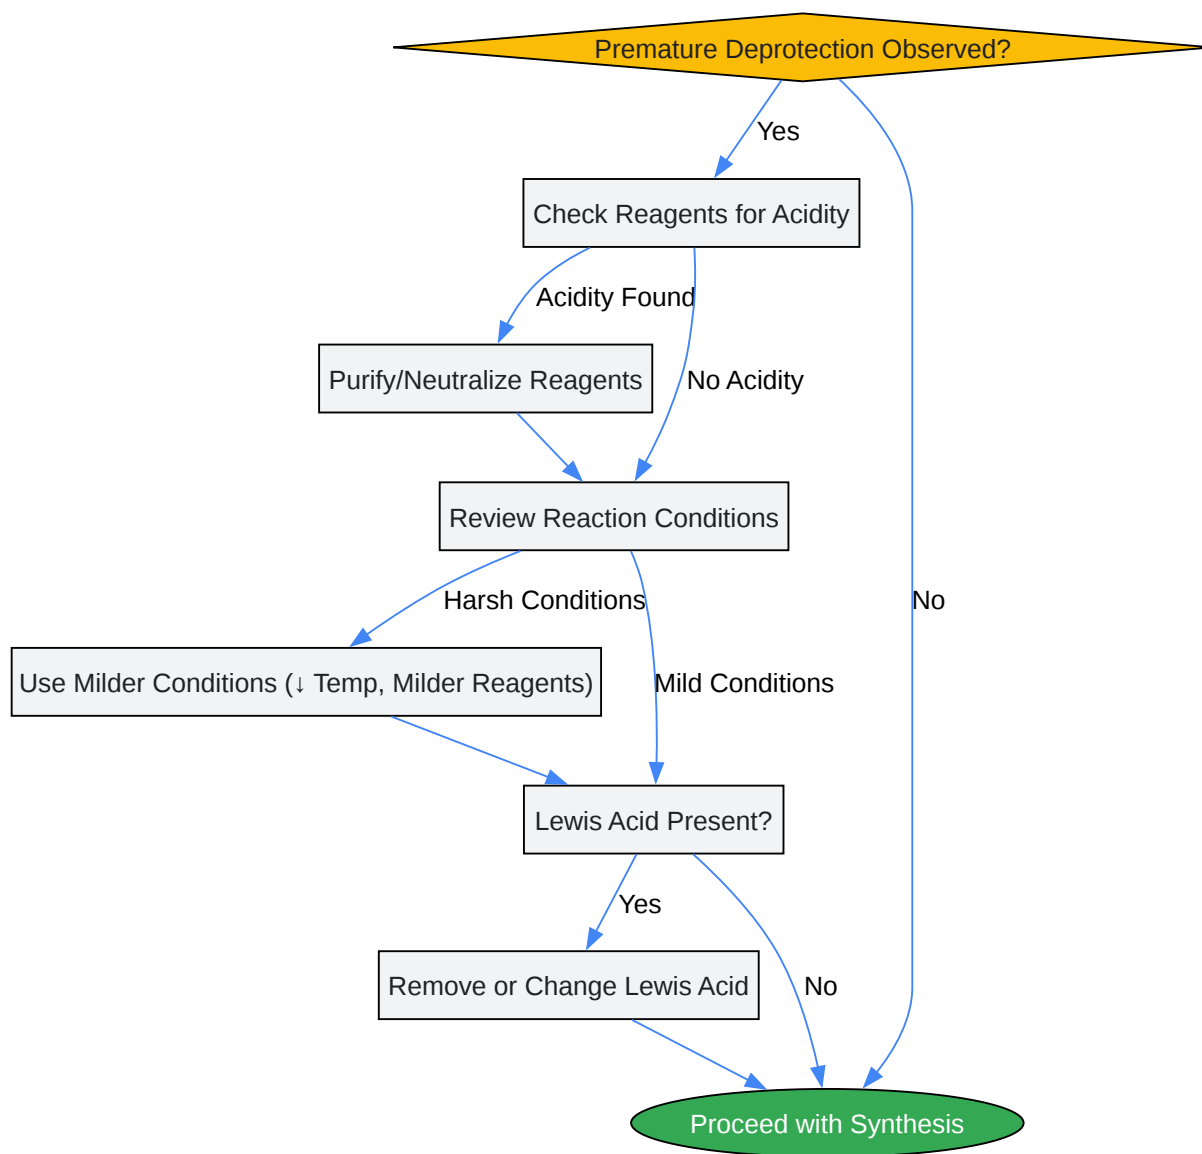 Premature Deprotection Observed?
Yes
Check Reagents for Acidity
Acidity Found
Purify/Neutralize Reagents
No Acidity
Review Reaction Conditions
Harsh Conditions
No
Use Milder Conditions (↓ Temp, Milder Reagents)
Mild Conditions
Lewis Acid Present?
Yes
Remove or Change Lewis Acid
No
Proceed with Synthesis